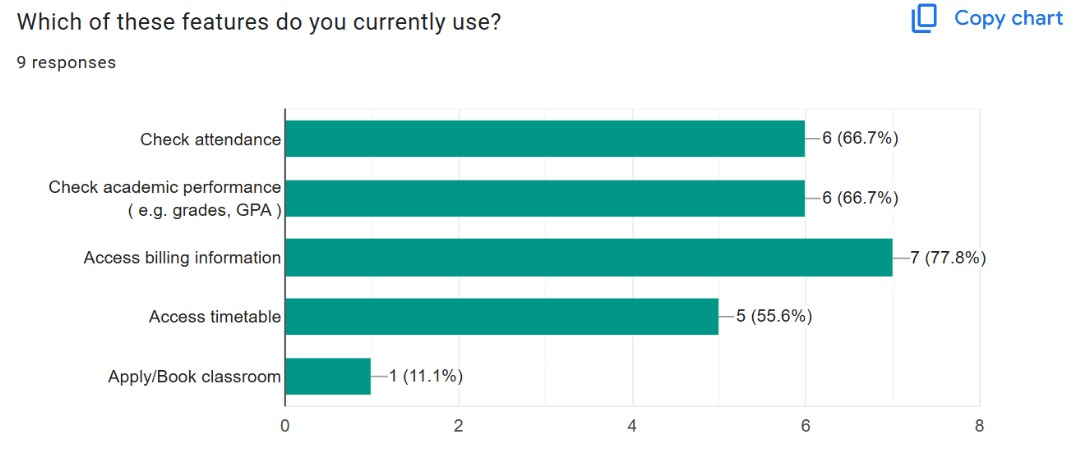 Which of these features do you currently use?
Copy chart
9 responses
Check attendance
6 (66.7%)
Check academic performance
( e.g. grades, GPA )
6 (66.7%)
Access billing information
7 (77.8%)
Access timetable
5 (55.6%)
Apply/Book classroom
1 (11.1%)
0 2 4 6 8